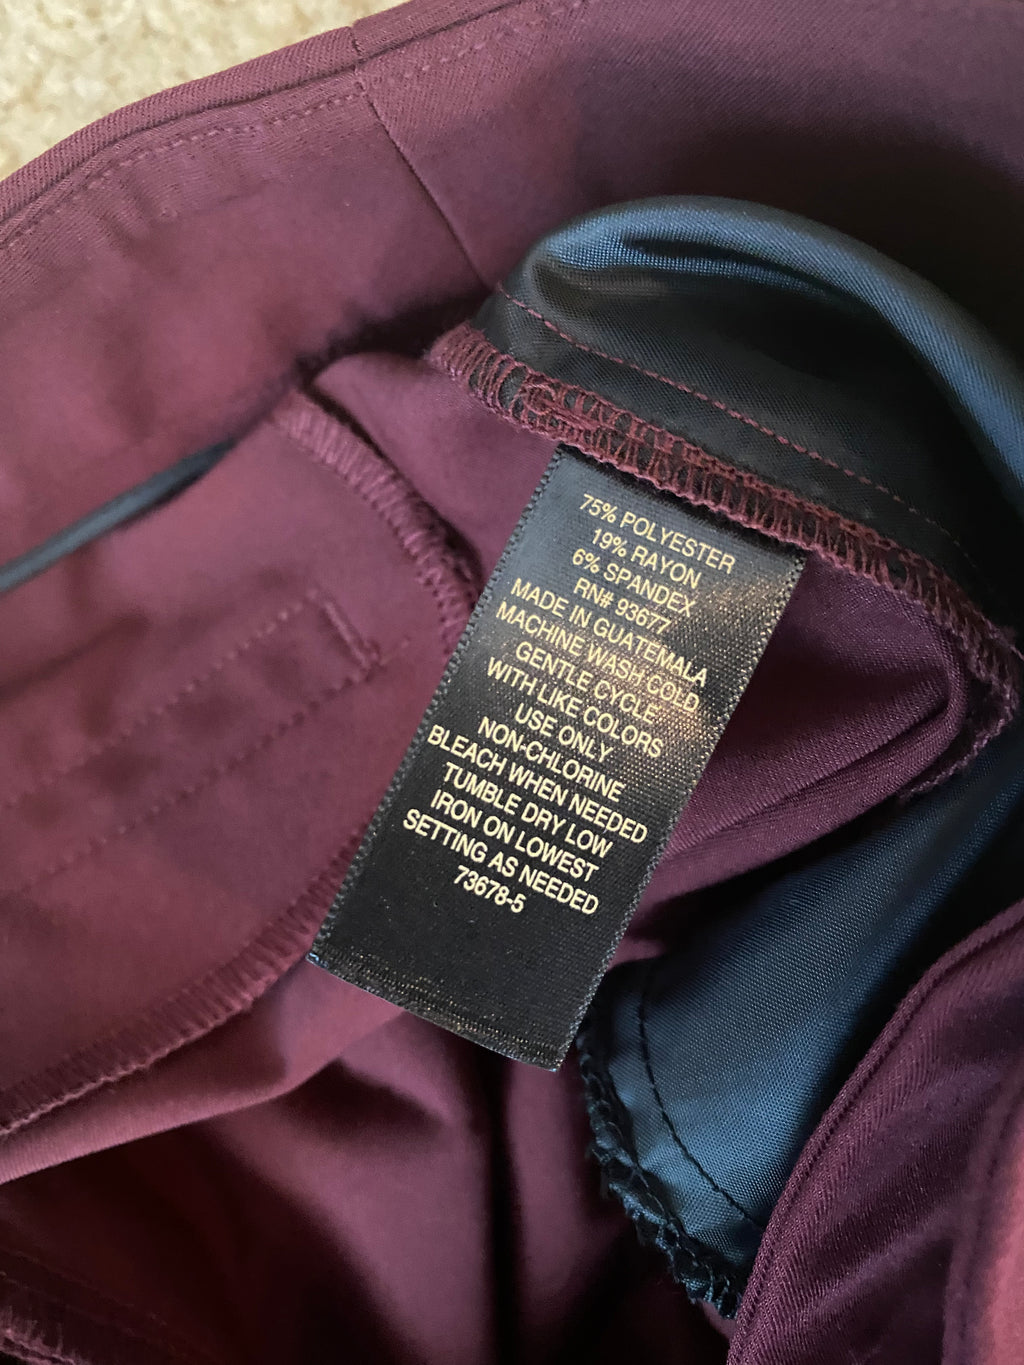 75% POLYESTER
19% RAYON
6% SPANDEX
RN# 93677
MADE IN GUATEMALA
MACHINE WASH COLD
GENTLE CYCLE
WITH LIKE COLORS
USE ONLY
NON-CHLORINE
BLEACH WHEN NEEDED
TUMBLE DRY LOW
IRON ON LOWEST
SETTING AS NEEDED
73678-5